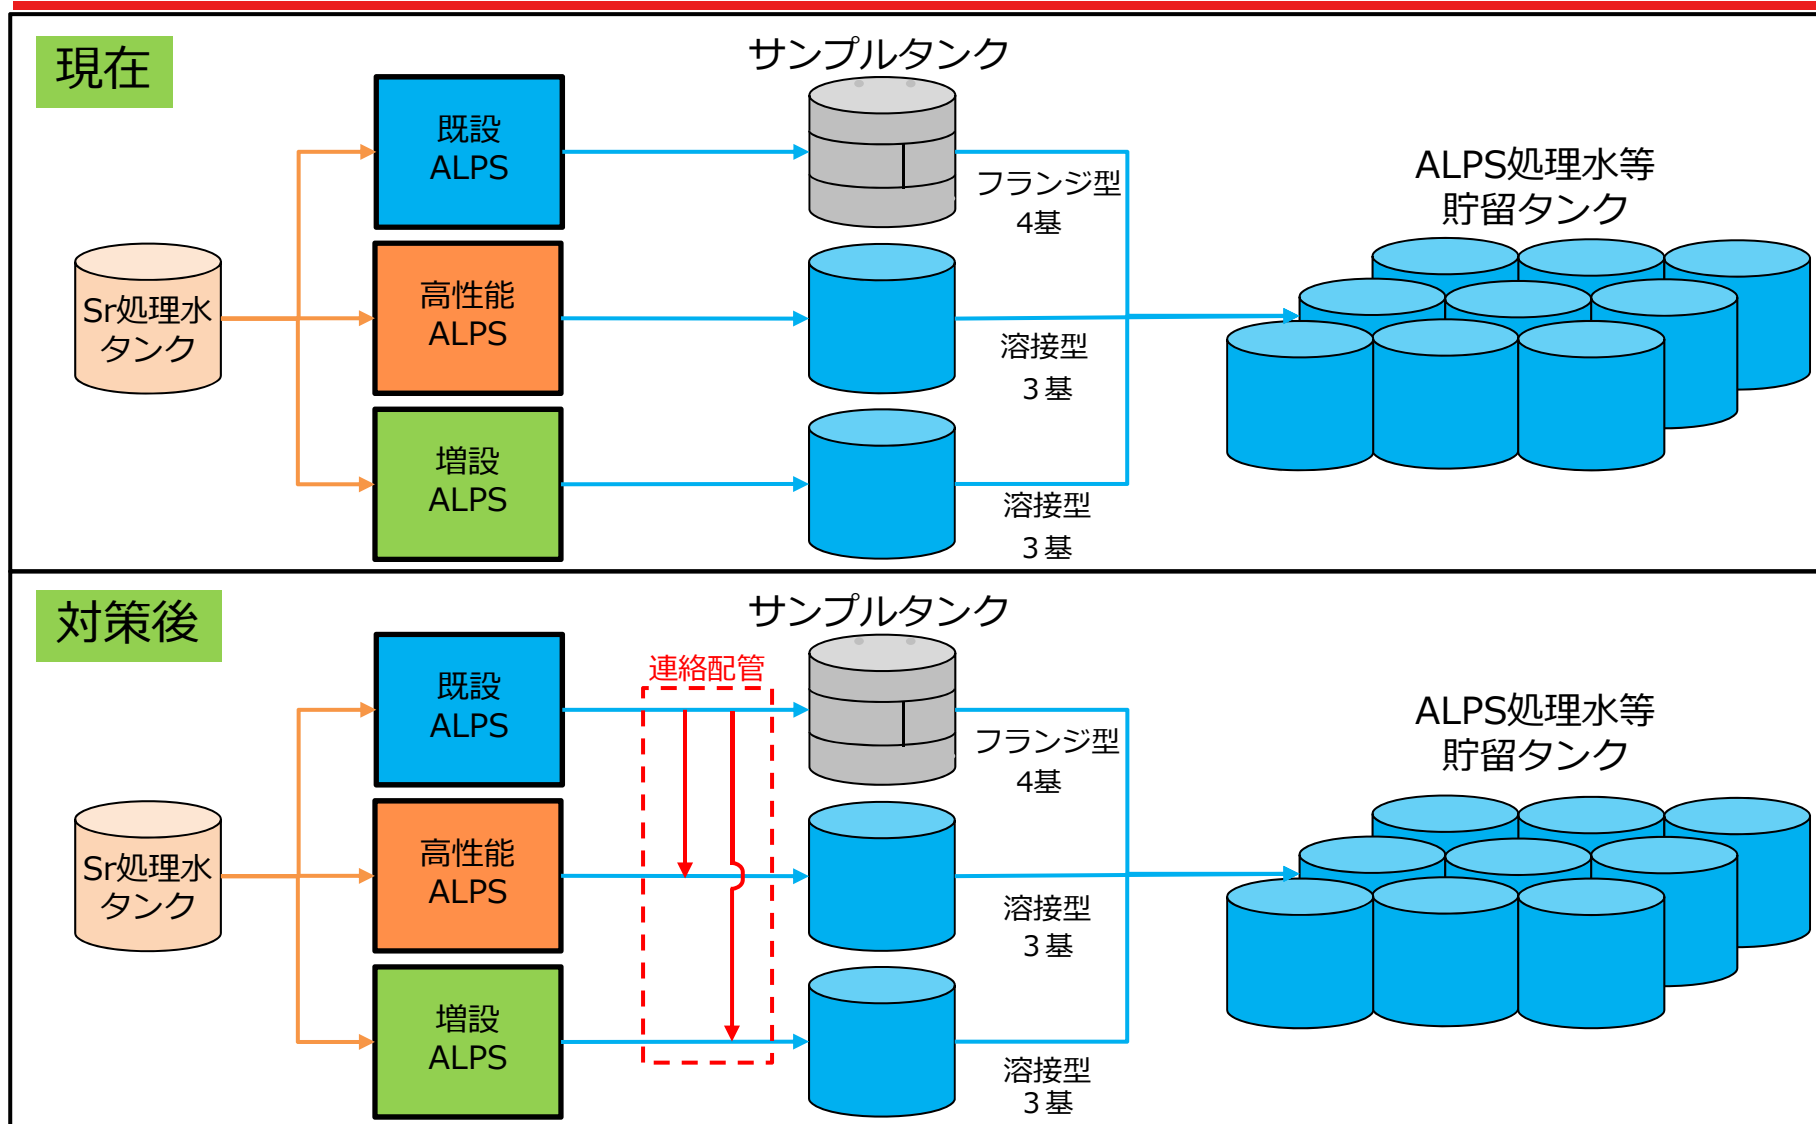 現在
サンプルタンク
既設
ALPS
フランジ型
4基
ALPS処理水等
貯留タンク
Sr処理水
タンク
高性能
ALPS
溶接型
３基
増設
ALPS
溶接型
３基
対策後
サンプルタンク
連絡配管
既設
ALPS
フランジ型
4基
ALPS処理水等
貯留タンク
Sr処理水
タンク
高性能
ALPS
溶接型
３基
増設
ALPS
溶接型
３基